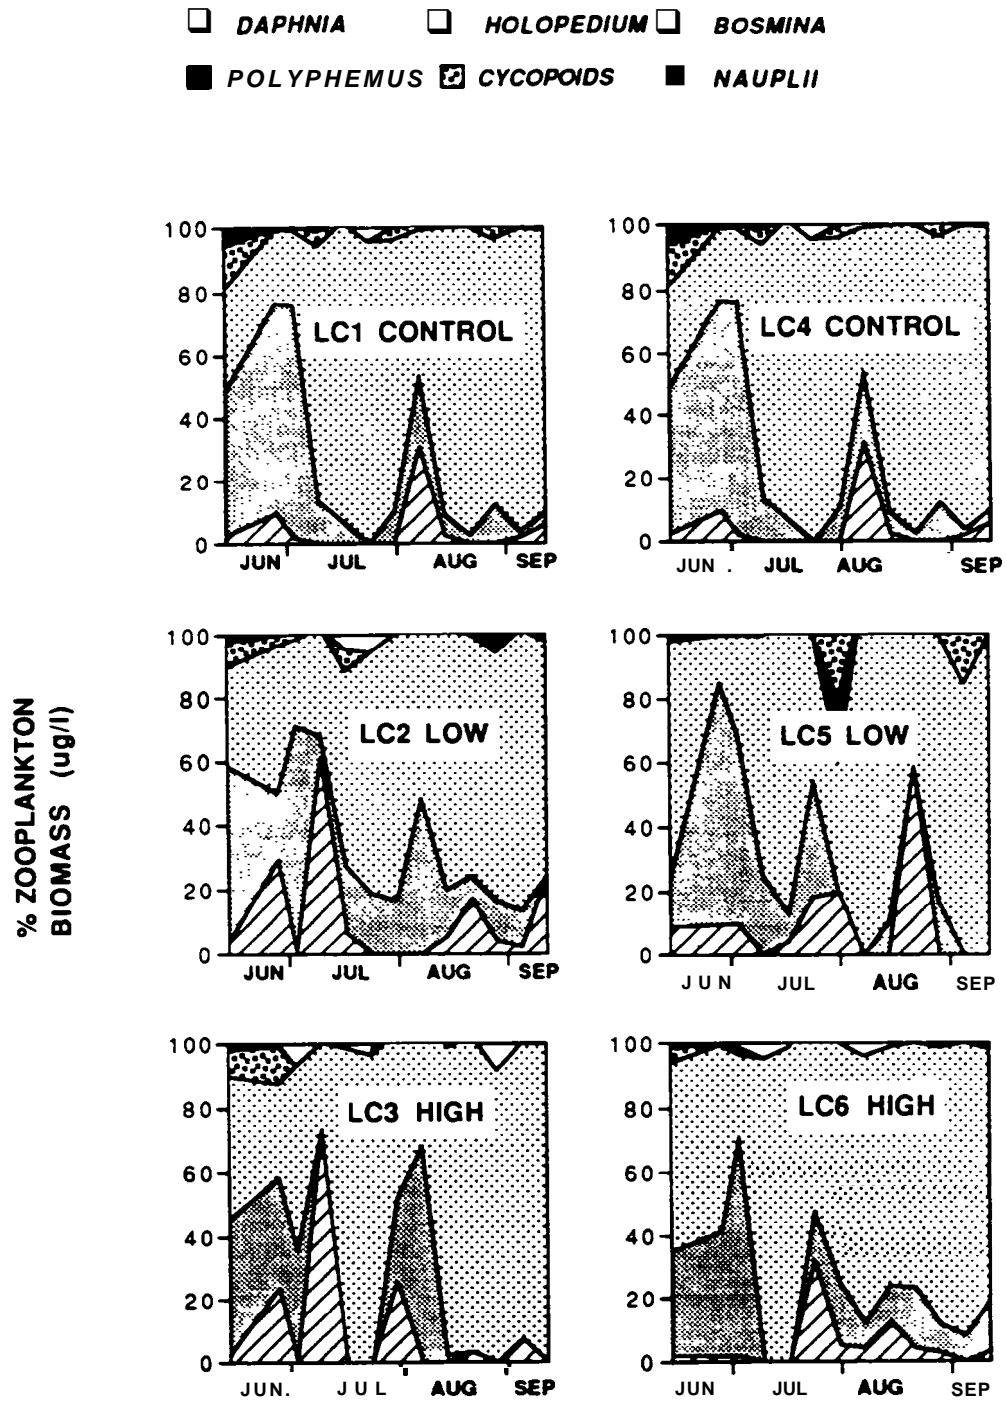 DAPHNIA HOLOPEDIUM BOSMINA
POLYPHEMUS CYCOPOIDS NAUPLII
% ZOOPLANKTON
BIOMASS (ug/l)
100
80
60
40
20
0
LC1 CONTROL
JUN JUL AUG SEP
100
80
60
40
20
0
LC4 CONTROL
JUN . JUL AUG SEP
100
80
60
40
20
0
LC2 LOW
JUN JUL AUG SEP
100
80
60
40
20
0
LC5 LOW
JUN JUL AUG SEP
100
80
60
40
20
0
LC3 HIGH
JUN. JUL AUG SEP
100
80
60
40
20
0
LC6 HIGH
JUN JUL AUG SEP